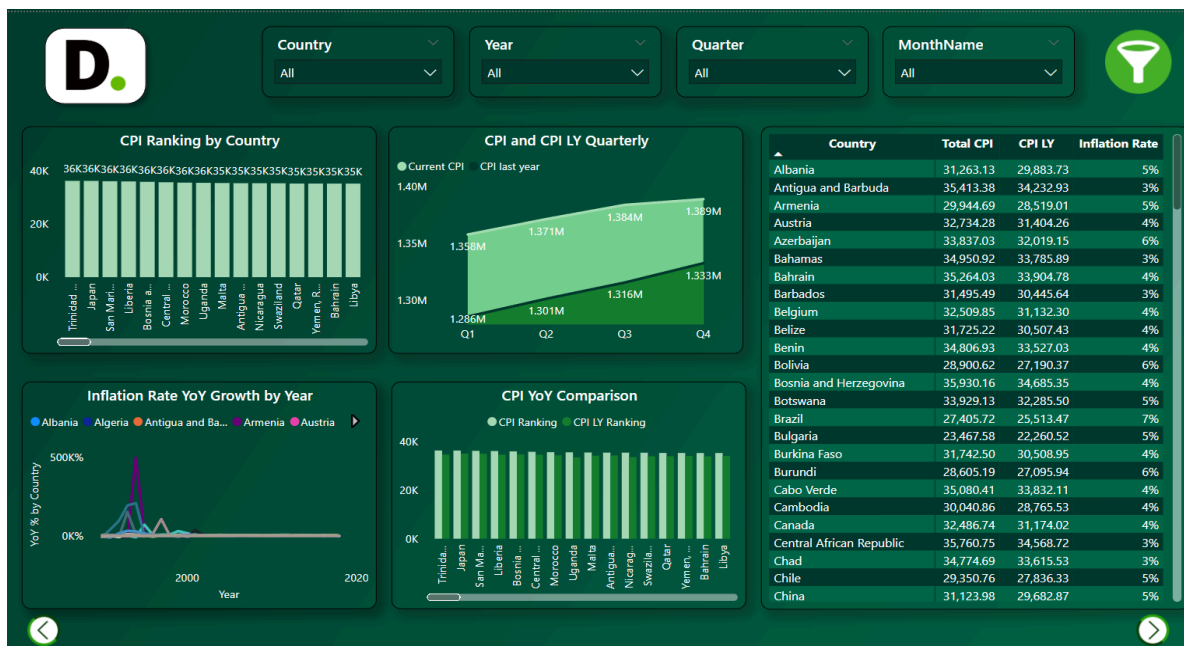 D.
Country
All
Year
All
Quarter
All
MonthName
All
CPI Ranking by Country
40K
20K
0K
36K36K36K36K36K36K36K36K35K35K35K35K35K35K35K35K
Trinidad ...
Japan
San Mari...
Liberia
Bosnia a...
Central ...
Morocco
Uganda
Malta
Antigua ...
Nicaragua
Swaziland
Qatar
Yemen, R...
Bahrain
Libya
CPI and CPI LY Quarterly
Current CPI CPI last year
1.40M
1.35M
1.30M
1.358M
1.371M
1.384M
1.389M
1.286M
1.301M
1.316M
1.333M
Q1 Q2 Q3 Q4
Inflation Rate YoY Growth by Year
Albania Algeria Antigua and Ba... Armenia Austria
YoY % by Country
500K%
0K%
2000 2020
Year
CPI YoY Comparison
CPI Ranking CPI LY Ranking
40K
20K
0K
Trinida...
Japan
San Ma...
Liberia
Bosnia ...
Central ...
Morocco
Uganda
Malta
Antigua...
Nicarag...
Swazila...
Qatar
Yemen, ...
Bahrain
Libya
Country Total CPI CPI LY Inflation Rate
Albania 31,263.13 29,883.73 5%
Antigua and Barbuda 35,413.38 34,232.93 3%
Armenia 29,944.69 28,519.01 5%
Austria 32,734.28 31,404.26 4%
Azerbaijan 33,837.03 32,019.15 6%
Bahamas 34,950.92 33,785.89 3%
Bahrain 35,264.03 33,904.78 4%
Barbados 31,495.49 30,445.64 3%
Belgium 32,509.85 31,132.30 4%
Belize 31,725.22 30,507.43 4%
Benin 34,806.93 33,527.03 4%
Bolivia 28,900.62 27,190.37 6%
Bosnia and Herzegovina 35,930.16 34,685.35 4%
Botswana 33,929.13 32,285.50 5%
Brazil 27,405.72 25,513.47 7%
Bulgaria 23,467.58 22,260.52 5%
Burkina Faso 31,742.50 30,508.95 4%
Burundi 28,605.19 27,095.94 6%
Cabo Verde 35,080.41 33,832.11 4%
Cambodia 30,040.86 28,765.53 4%
Canada 32,486.74 31,174.02 4%
Central African Republic 35,760.75 34,568.72 3%
Chad 34,774.69 33,615.53 3%
Chile 29,350.76 27,836.33 5%
China 31,123.98 29,682.87 5%